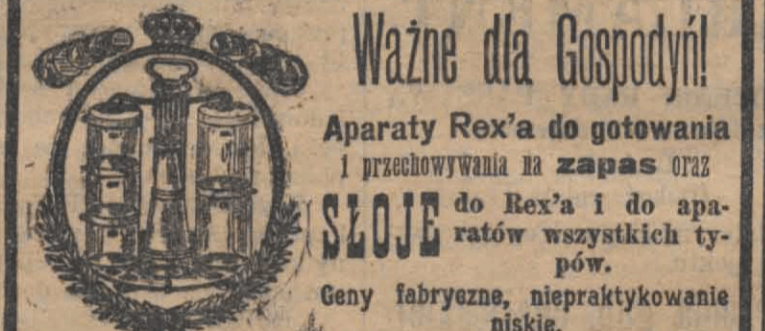 Ważne dla Gospodyń!
Aparaty Rex'a do gotowania
i przechowywania na zapas oraz
SŁOJE do Rex'a i do apa-
ratów wszystkich ty-
pów.
Ceny fabryczne, niepraktykowanie
niskie.